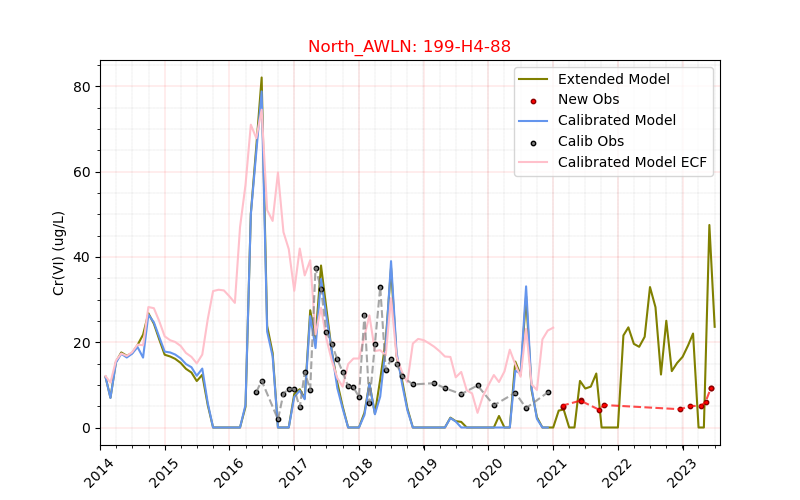 North_AWLN: 199-H4-88
Cr(VI) (ug/L)
80
60
40
20
0
Extended Model
New Obs
Calibrated Model
Calib Obs
Calibrated Model ECF
2014
2015
2016
2017
2018
2019
2020
2021
2022
2023